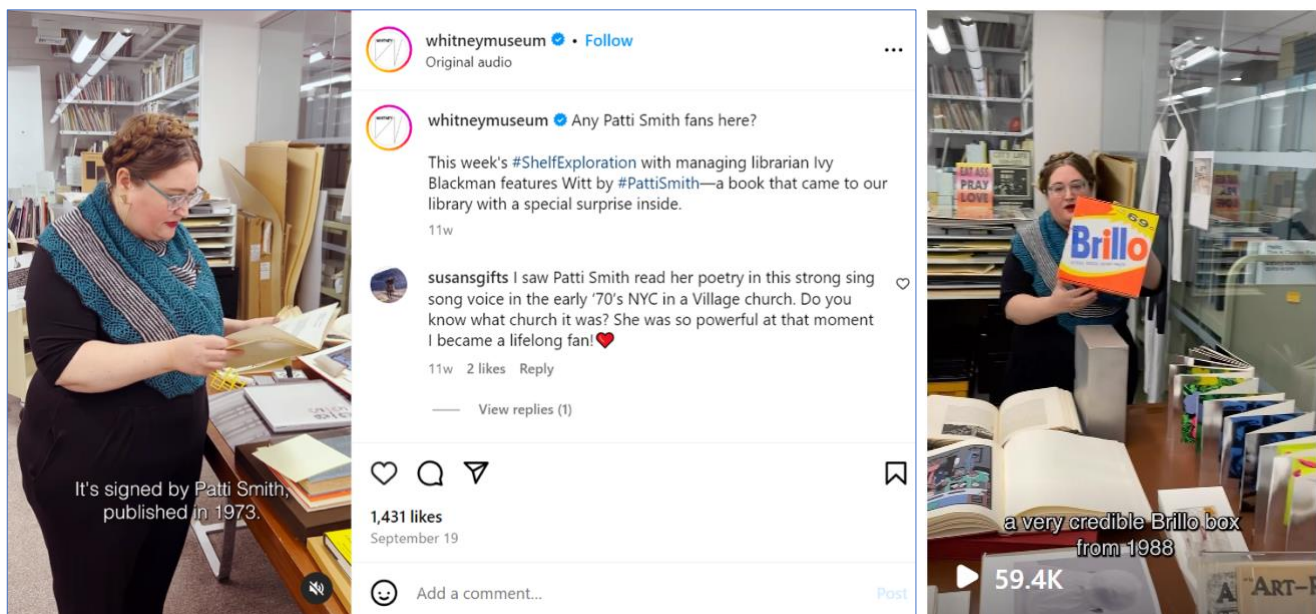 It's signed by Patti Smith,
published in 1973.
whitneymuseum • Follow
Original audio
whitneymuseum Any Patti Smith fans here?
This week's #ShelfExploration with managing librarian Ivy
Blackman features Witt by #PattiSmith—a book that came to our
library with a special surprise inside.
11w
susansgifts I saw Patti Smith read her poetry in this strong sing
song voice in the early '70's NYC in a Village church. Do you
know what church it was? She was so powerful at that moment
I became a lifelong fan!❤️
11w 2 likes Reply
View replies (1)
1,431 likes
September 19
Add a comment...
Post
EAT ASS
PRAY
LOVE
69¢
Brillo
a very credible Brillo box
from 1988
59.4K
ART-